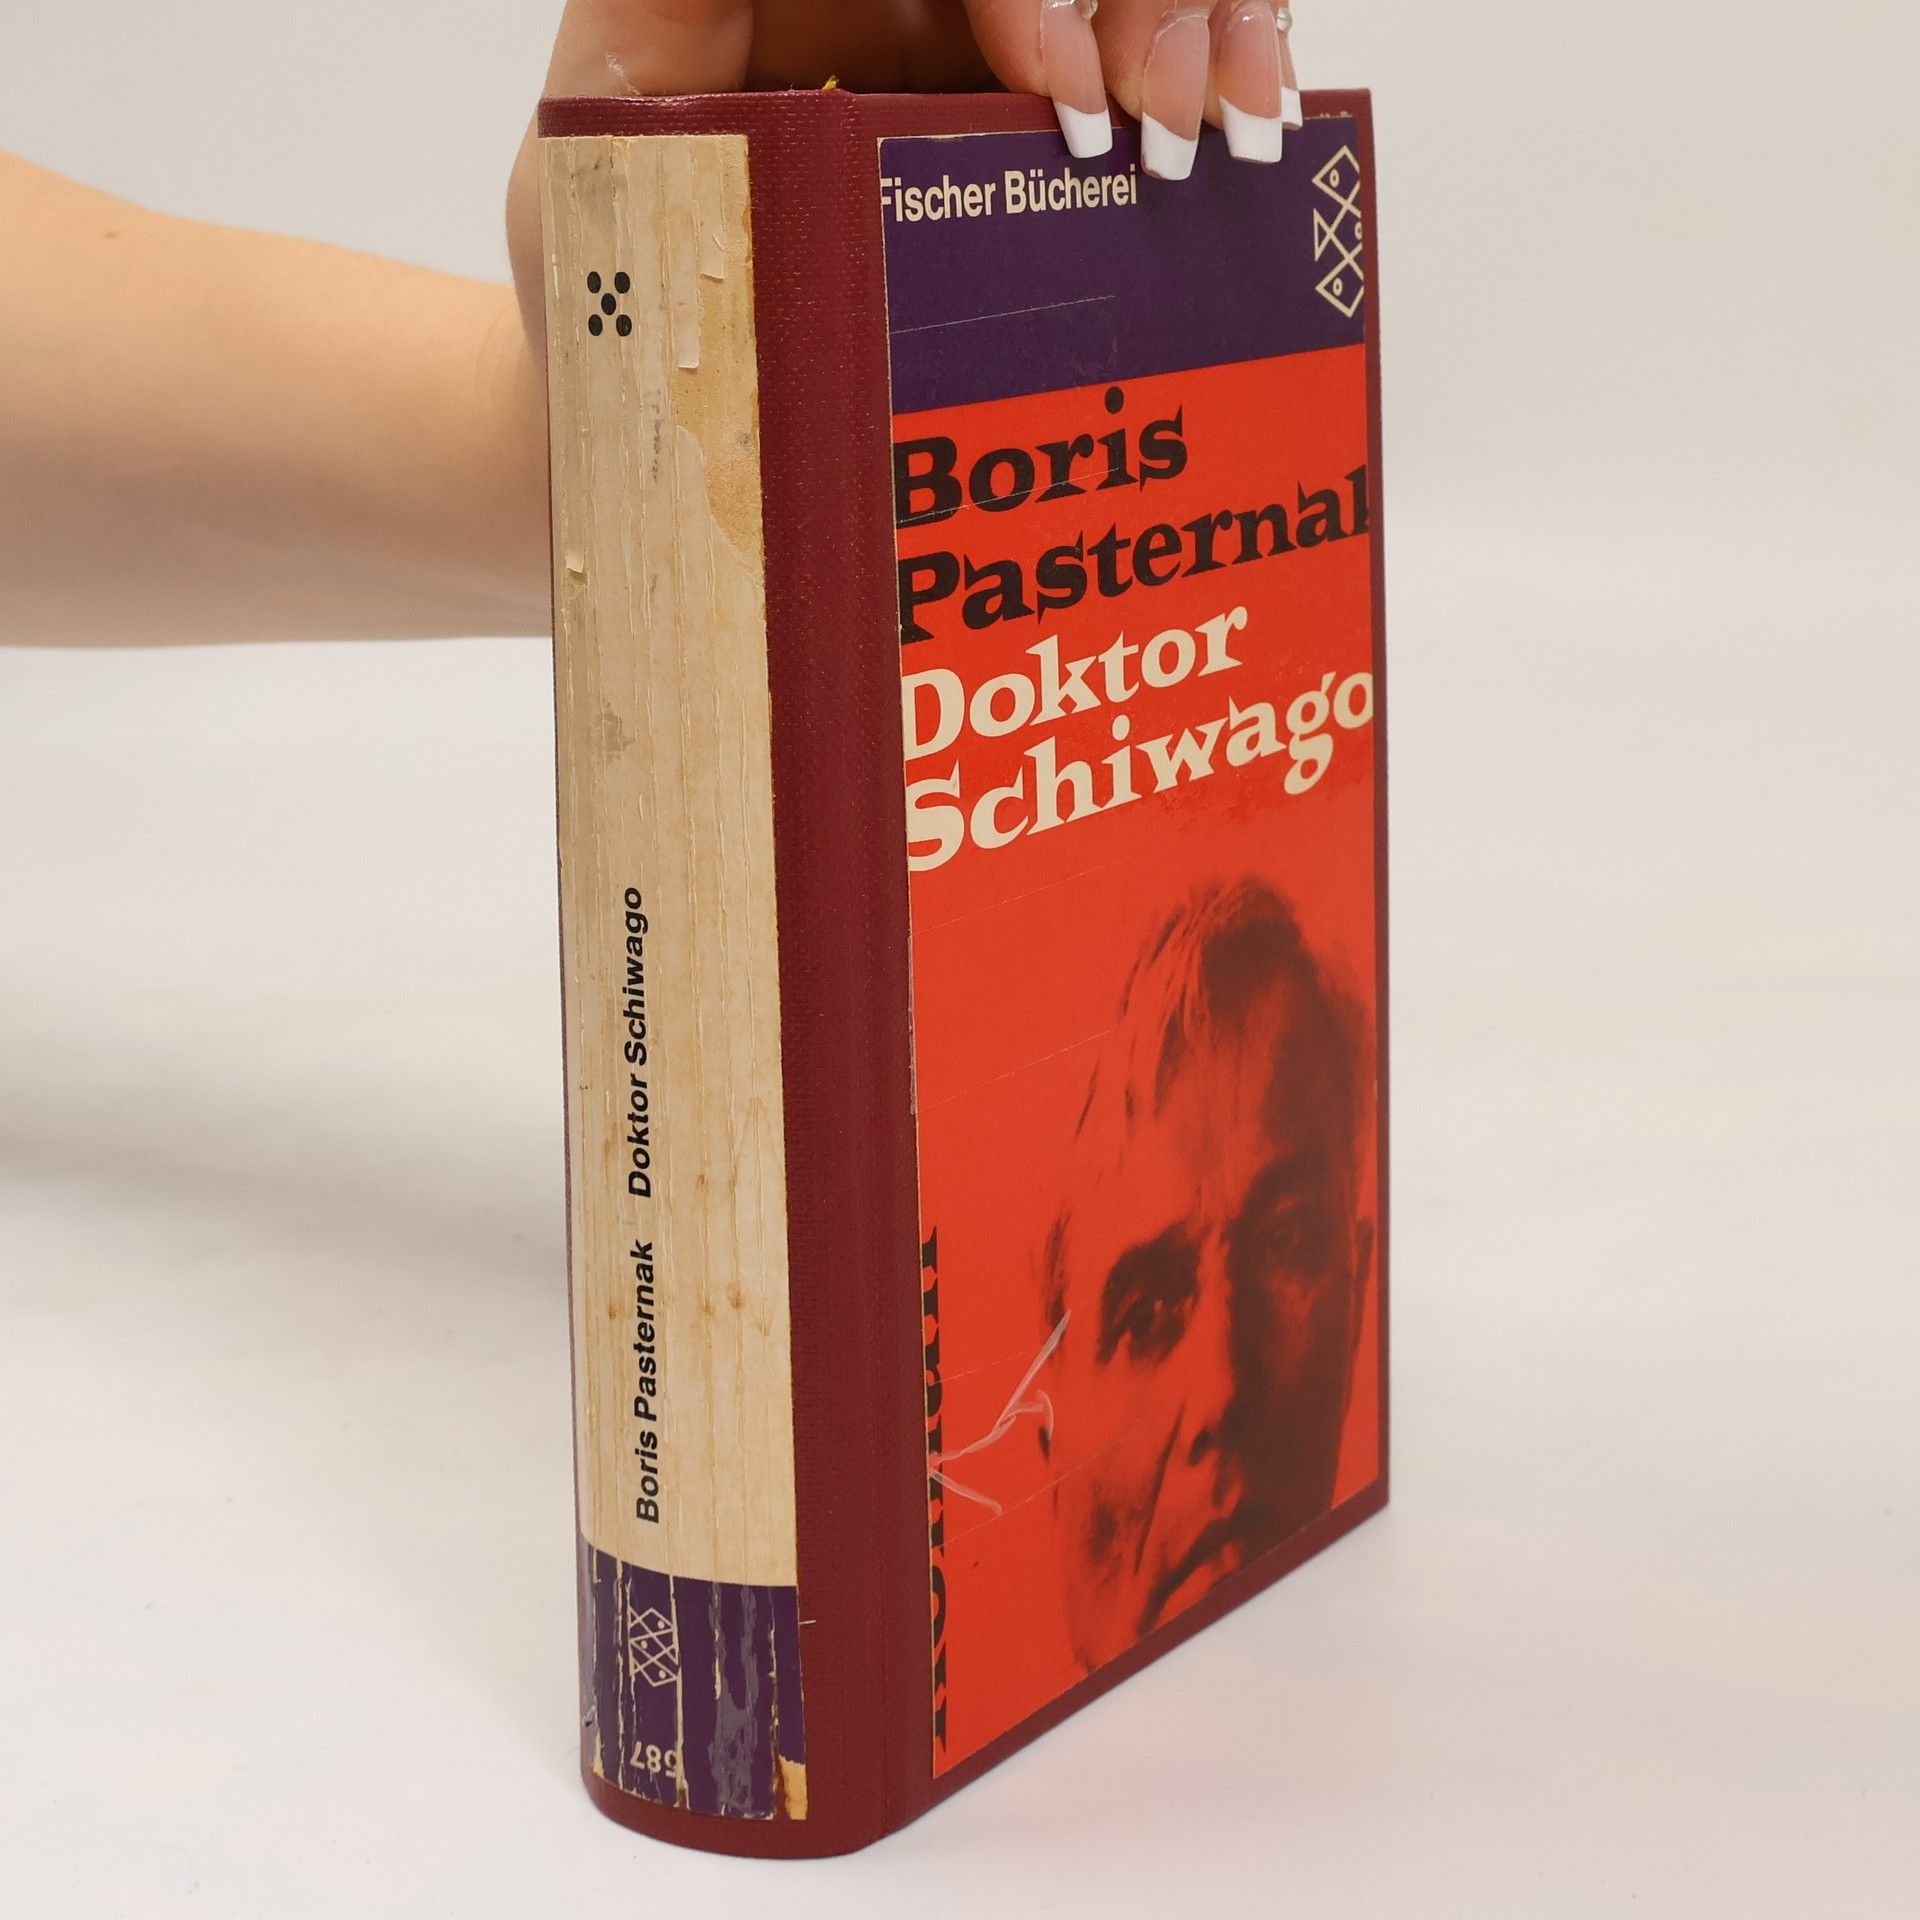 Fischer Bücherei
Boris
Pasternak
Doktor
Schiwago
Boris Pasternak Doktor Schiwago
587